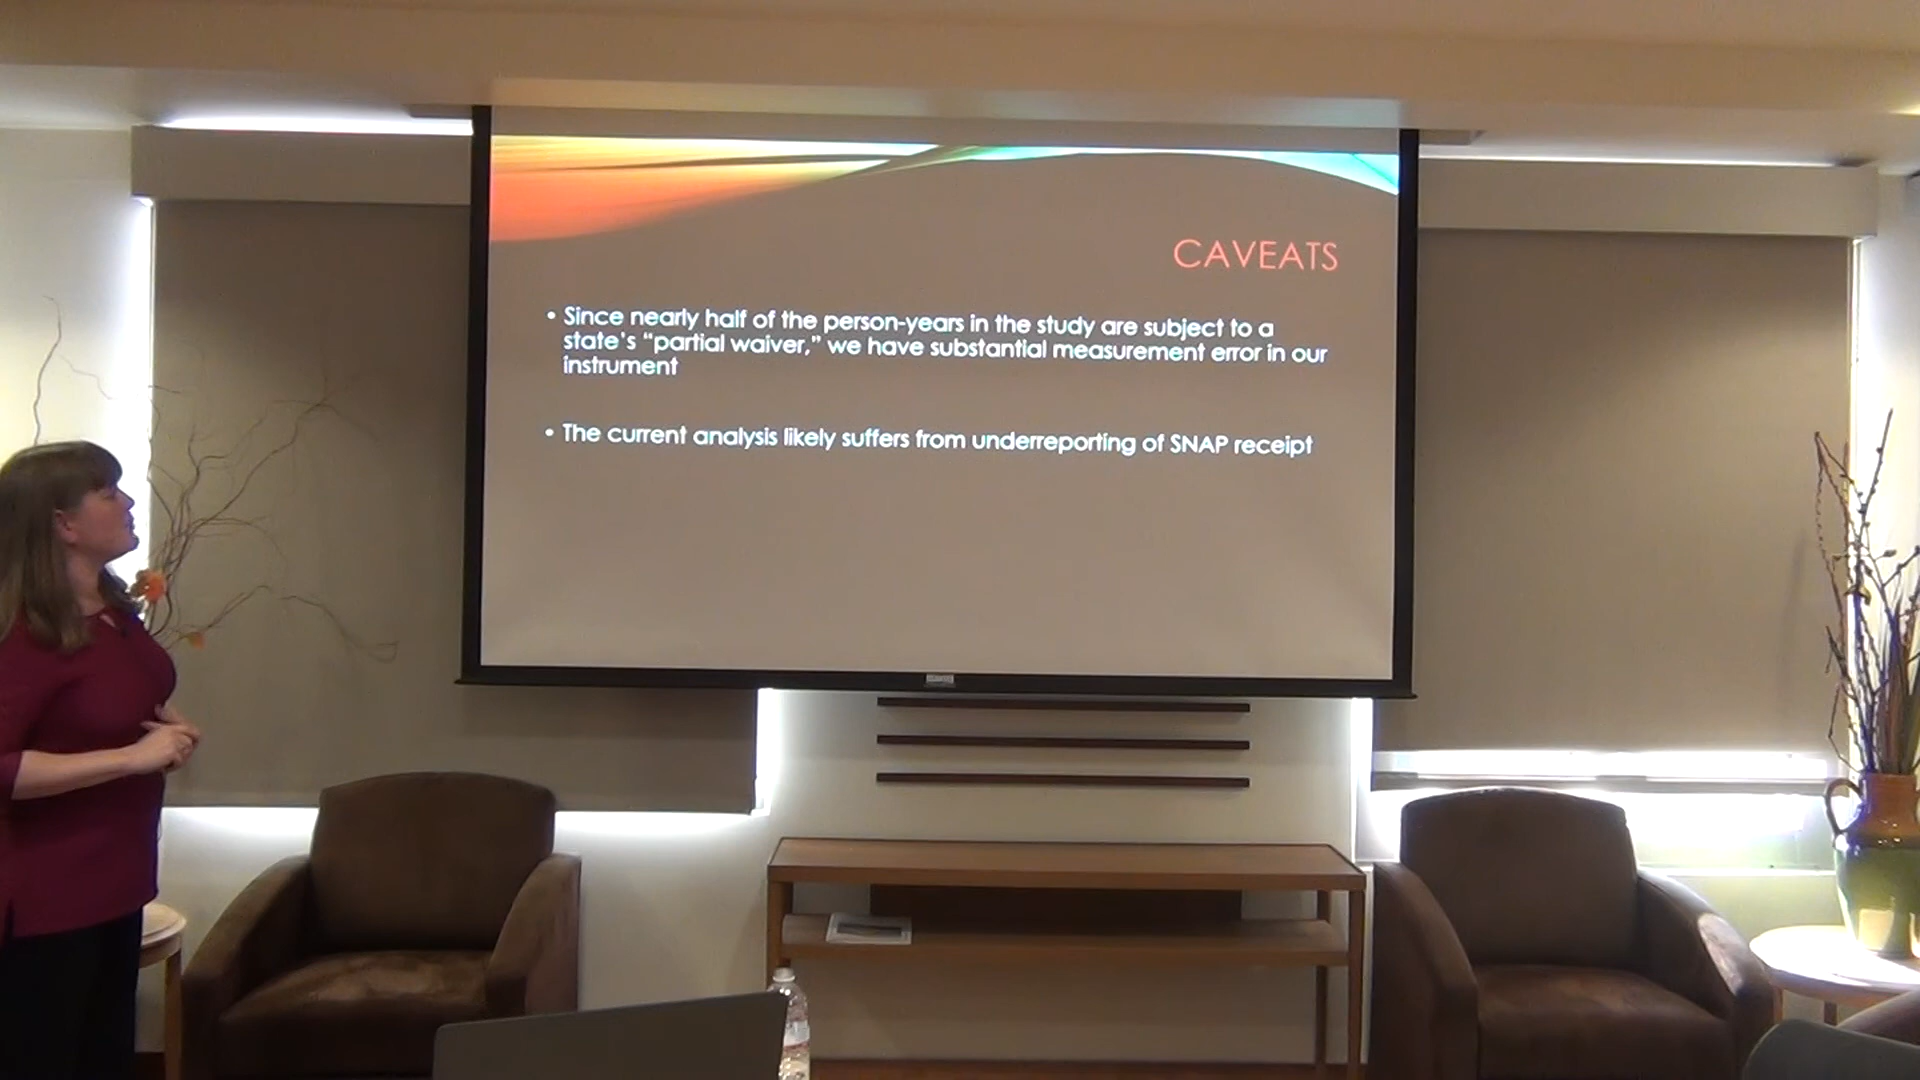 CAVEATS
• Since nearly half of the person-years in the study are subject to a
state's "partial waiver," we have substantial measurement error in our
instrument
• The current analysis likely suffers from underreporting of SNAP receipt